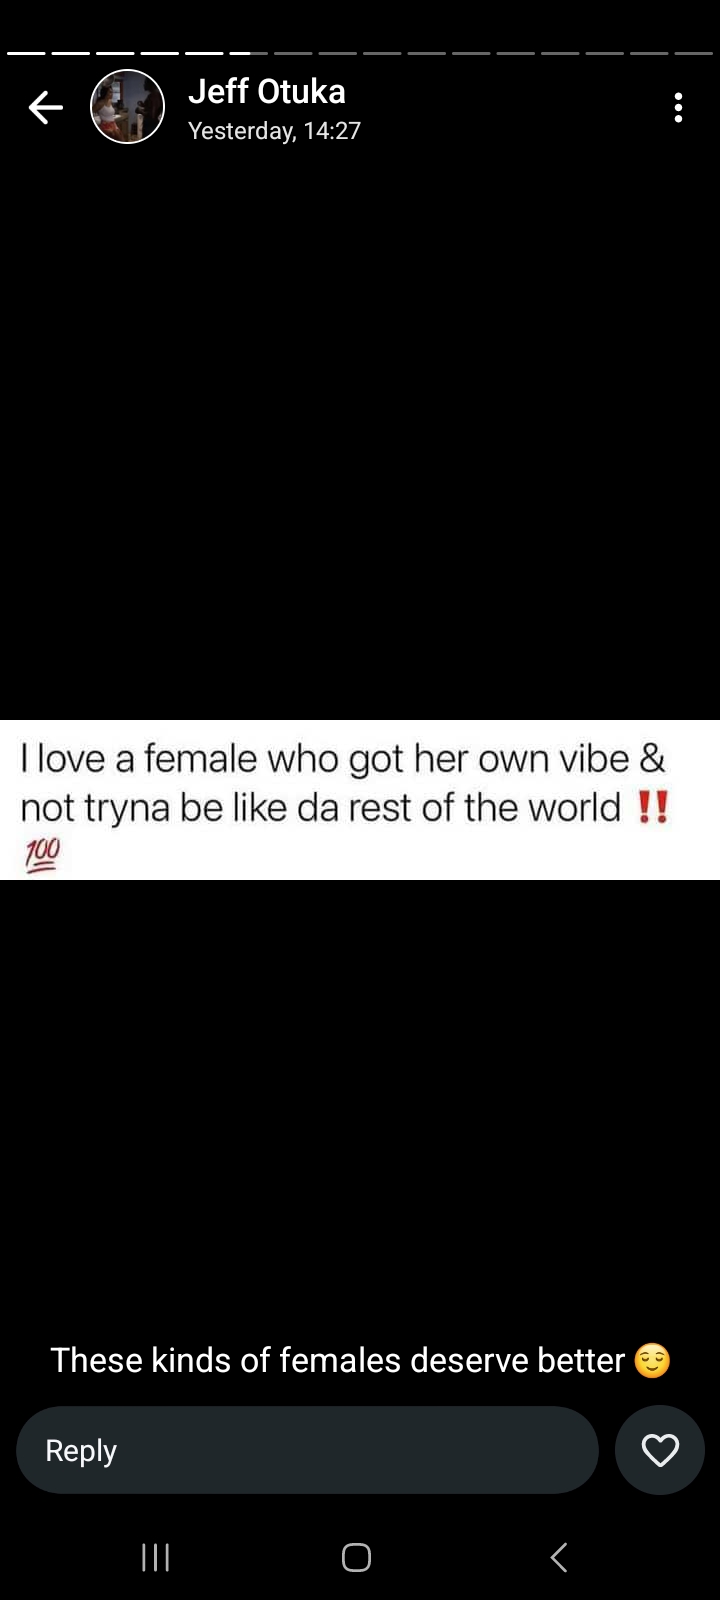 Jeff Otuka
Yesterday, 14:27
I love a female who got her own vibe &
not tryna be like da rest of the world ‼️
💯
These kinds of females deserve better 😌
Reply